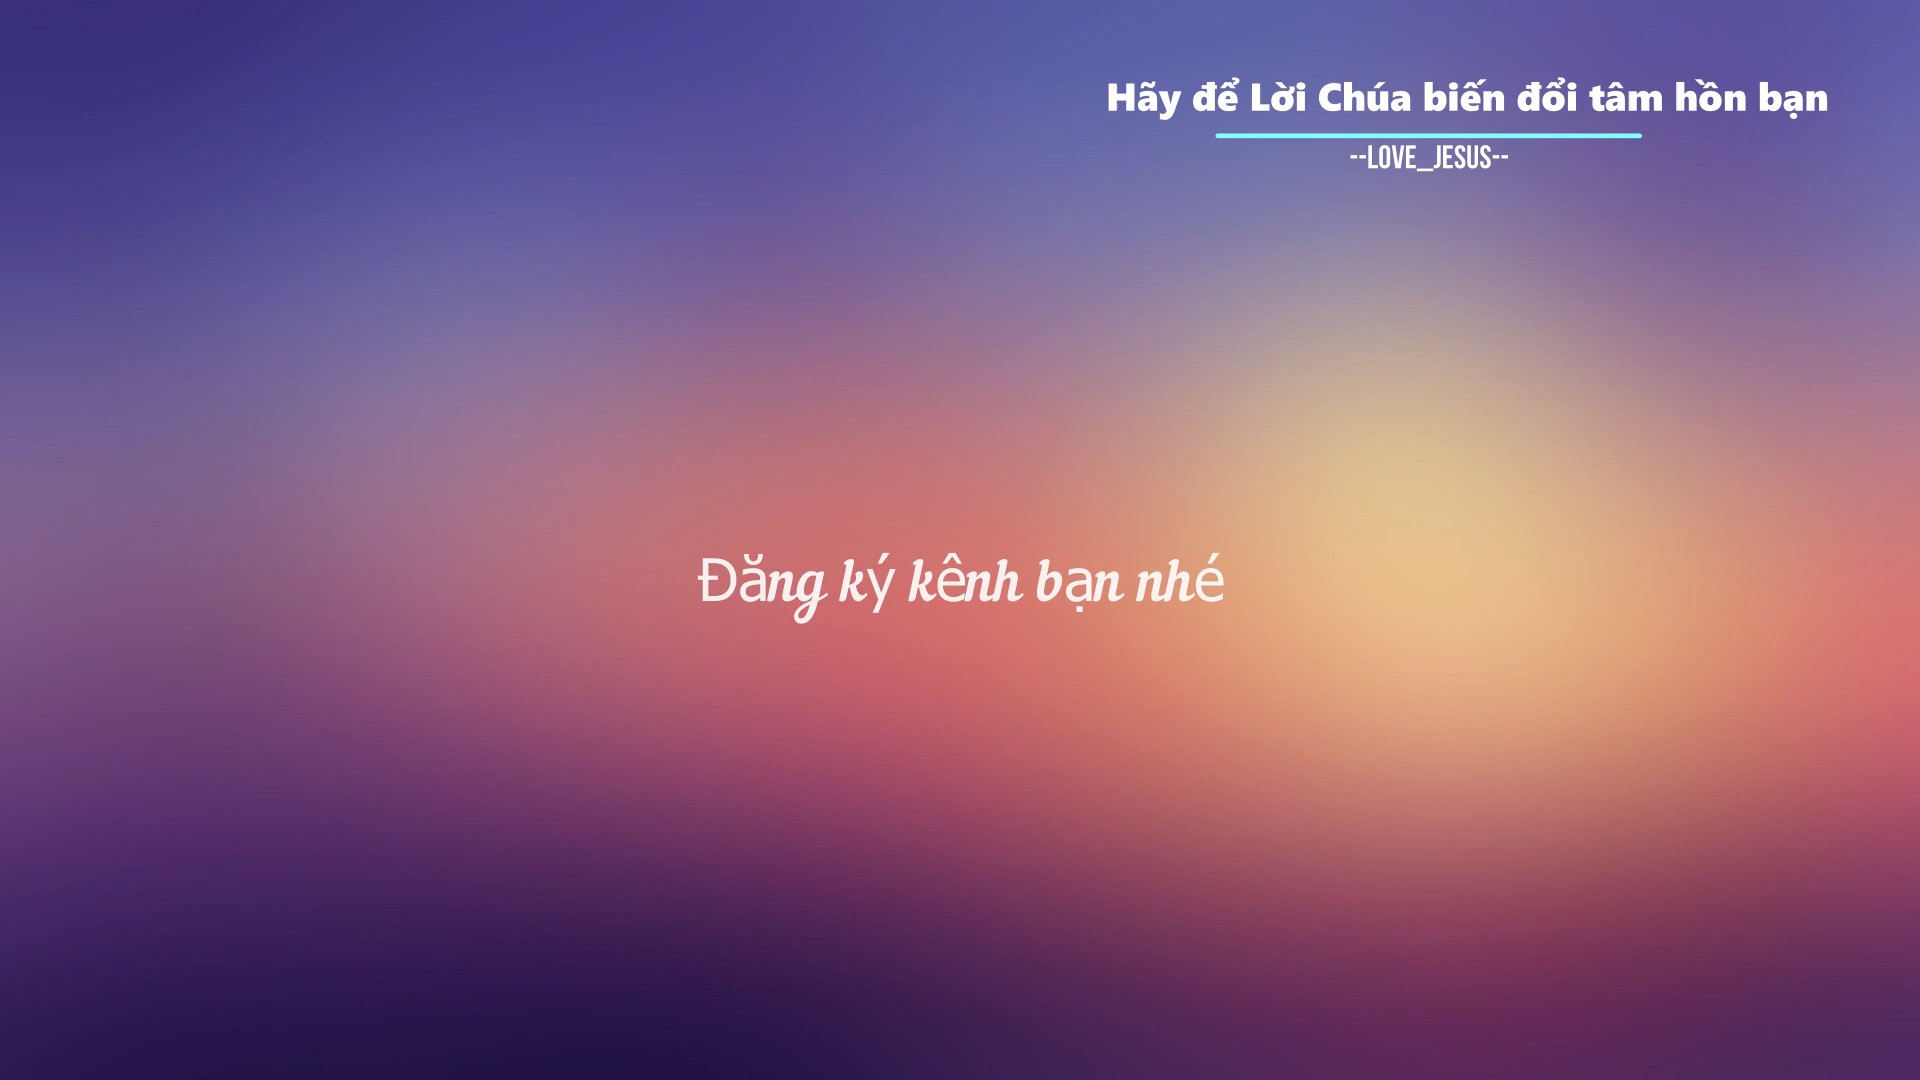 Hãy để Lời Chúa biến đổi tâm hồn bạn
--LOVE_JESUS--
Đăng ký kênh bạn nhé